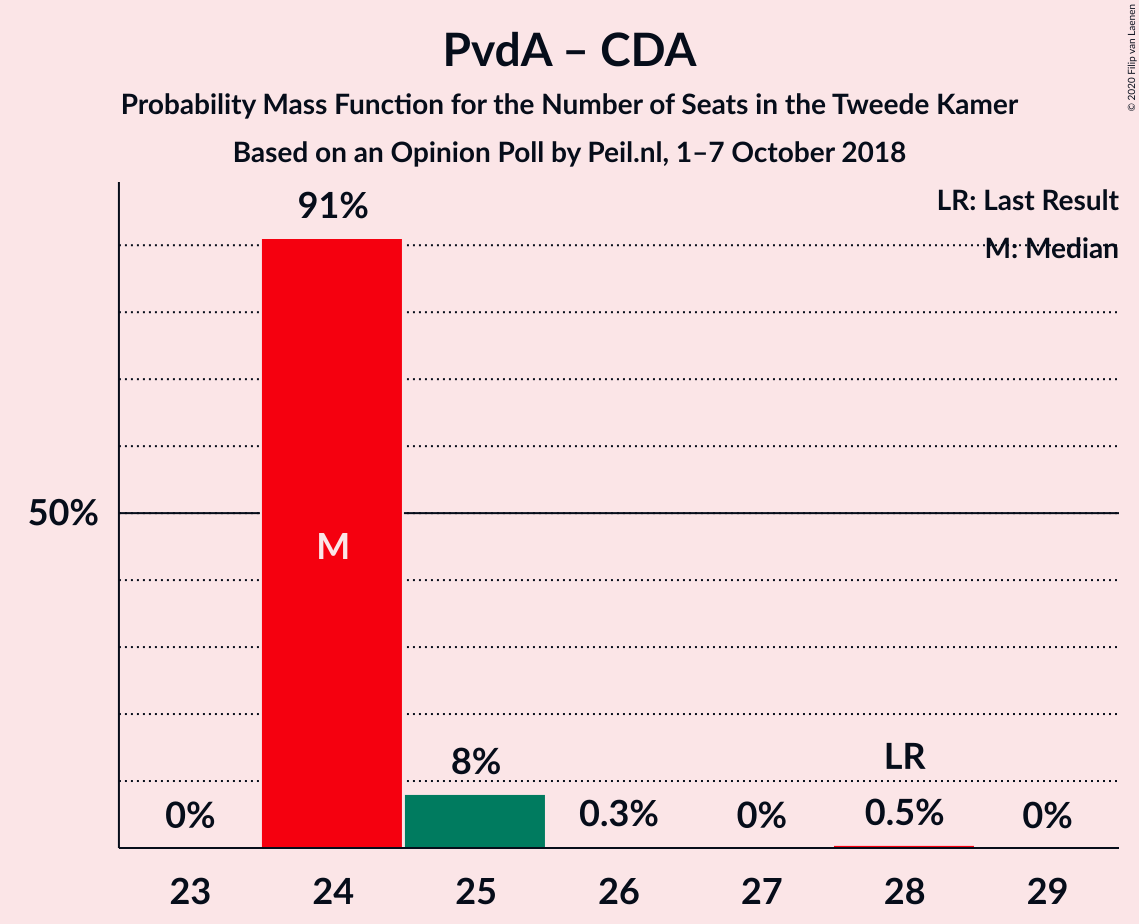 PvdA – CDA
Probability Mass Function for the Number of Seats in the Tweede Kamer
Based on an Opinion Poll by Peil.nl, 1–7 October 2018
© 2020 Filip van Laenen
LR: Last Result
M: Median
91%
50%
M
8%
LR
0%
0.3%
0%
0.5%
0%
23 24 25 26 27 28 29